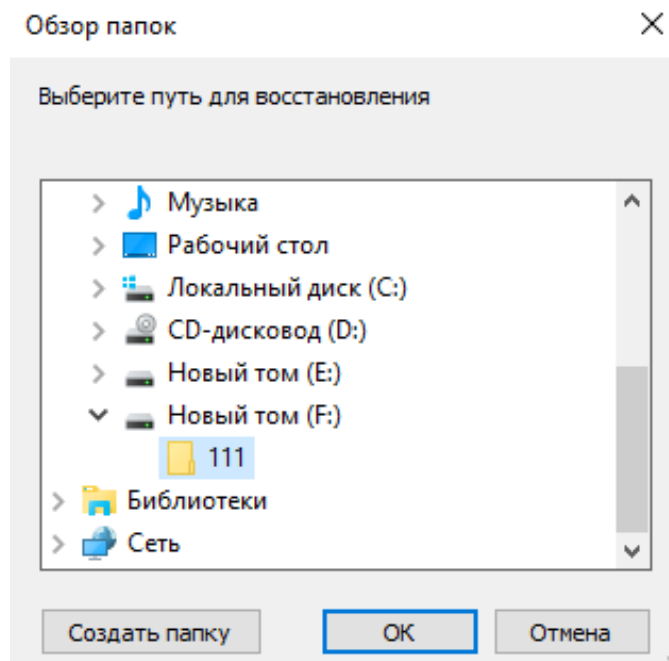 Обзор папок
Выберите путь для восстановления
Музыка
Рабочий стол
Локальный диск (C:)
CD-дисковод (D:)
Новый том (E:)
Новый том (F:)
111
Библиотеки
Сеть
Создать папку ОК Отмена